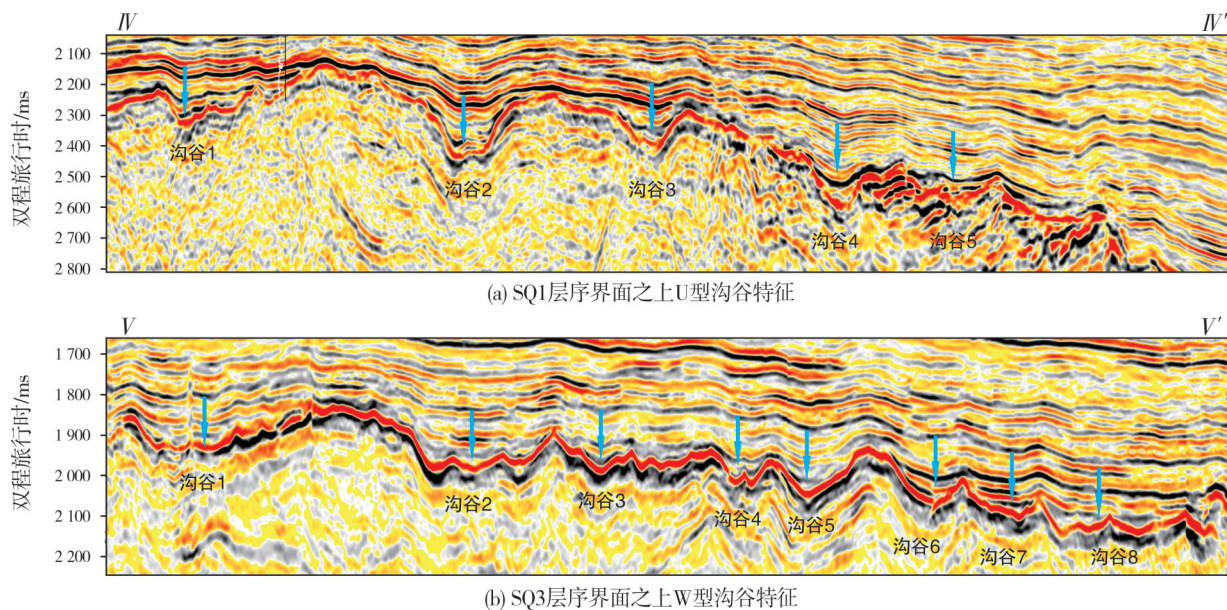 IV
IV'
双程旅行时/ms
2 100
2 200
2 300
2 400
2 500
2 600
2 700
2 800
沟谷1
沟谷2
沟谷3
沟谷4
沟谷5
(a) SQ1层序界面之上U型沟谷特征
V
V'
双程旅行时/ms
1 700
1 800
1 900
2 000
2 100
2 200
沟谷1
沟谷2
沟谷3
沟谷4
沟谷5
沟谷6
沟谷7
沟谷8
(b) SQ3层序界面之上W型沟谷特征